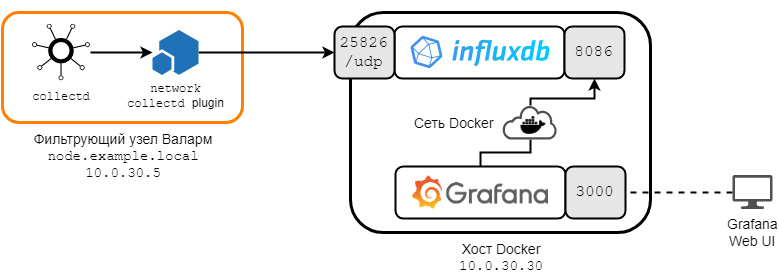 collectd
network
collectd plugin
Фильтрующий узел Валарм
node.example.local
10.0.30.5
25826
/udp
influxdb
8086
Сеть Docker
Grafana
3000
Хост Docker
10.0.30.30
Grafana
Web UI